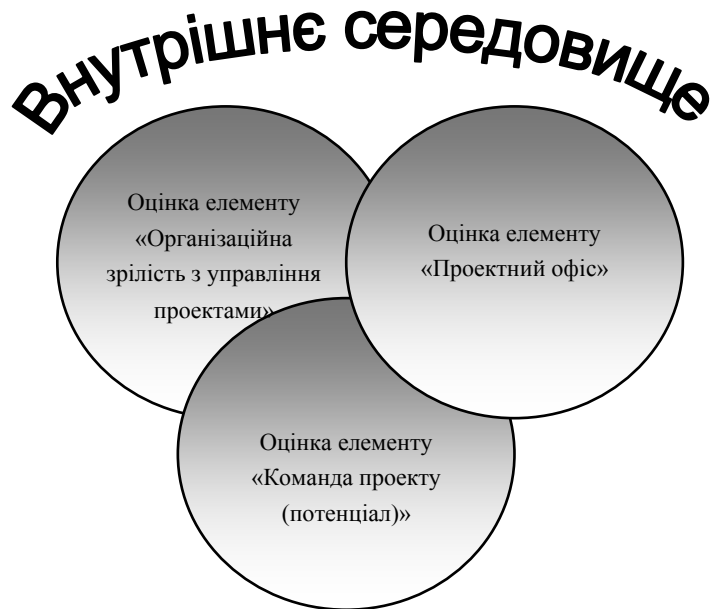 Внутрішнє середовище
Оцінка елементу
«Організаційна
зрілість з управління
проектами»
Оцінка елементу
«Проектний офіс»
Оцінка елементу
«Команда проекту
(потенціал)»